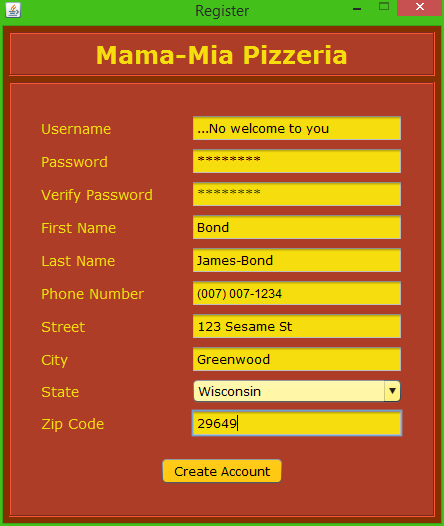 Register
Mama-Mia Pizzeria
Username ...No welcome to you
Password ********
Verify Password ********
First Name Bond
Last Name James-Bond
Phone Number (007) 007-1234
Street 123 Sesame St
City Greenwood
State Wisconsin
Zip Code 29649
Create Account